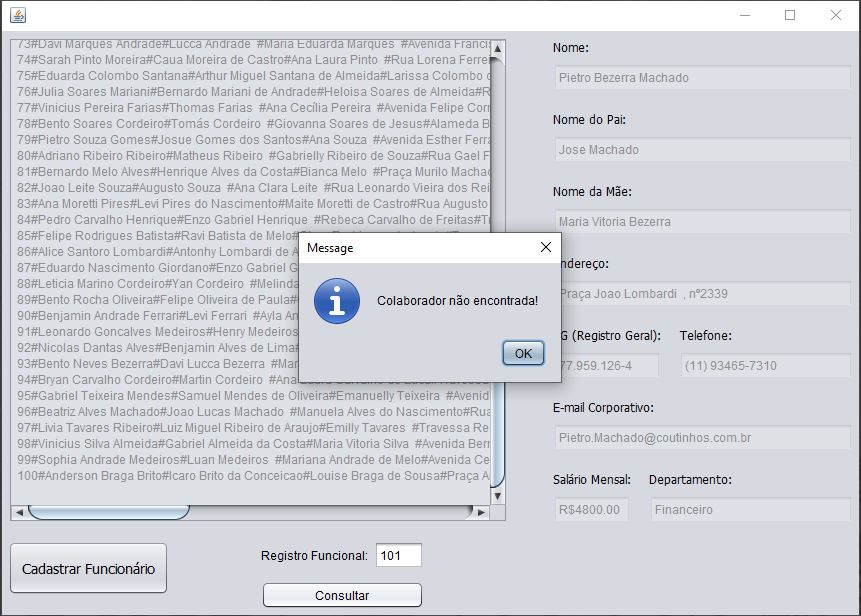 73#Davi Marques Andrade#Lucca Andrade #Maria Eduarda Marques #Avenida Francis
74#Sarah Pinto Moreira#Caua Moreira de Castro#Ana Laura Pinto #Rua Lorena Ferrei
75#Eduarda Colombo Santana#Arthur Miguel Santana de Almeida#Larissa Colombo d
76#Julia Soares Mariani#Bernardo Mariani de Andrade#Heloisa Soares de Almeida#R
77#Vinicius Pereira Farias#Thomas Farias #Ana Cecília Pereira #Avenida Felipe Corr
78#Bento Soares Cordeiro#Tomás Cordeiro #Giovanna Soares de Jesus#Alameda B
79#Pietro Souza Gomes#Josue Gomes dos Santos#Ana Souza #Avenida Esther Ferra
80#Adriano Ribeiro Ribeiro#Matheus Ribeiro #Gabrielly Ribeiro de Souza#Rua Gael F
81#Bernardo Melo Alves#Henrique Alves da Costa#Bianca Melo #Praça Murilo Machad
82#Joao Leite Souza#Augusto Souza #Ana Clara Leite #Rua Leonardo Vieira dos Rei
83#Ana Moretti Pires#Levi Pires do Nascimento#Maite Moretti de Castro#Rua Augusto
84#Pedro Carvalho Henrique#Enzo Gabriel Henrique #Rebeca Carvalho de Freitas#Tr
85#Felipe Rodrigues Batista#Ravi Batista de Melo#
86#Alice Santoro Lombardi#Antonhy Lombardi de A
87#Eduardo Nascimento Giordano#Enzo Gabriel G
88#Leticia Marino Cordeiro#Yan Cordeiro #Melinda
89#Bento Rocha Oliveira#Felipe Oliveira de Paula#
90#Benjamin Andrade Ferrari#Levi Ferrari #Ayla An
91#Leonardo Goncalves Medeiros#Henry Medeiros
92#Nicolas Dantas Alves#Benjamin Alves de Lima#
93#Bento Neves Bezerra#Davi Lucca Bezerra #Mar
94#Bryan Carvalho Cordeiro#Martin Cordeiro #Ana
95#Gabriel Teixeira Mendes#Samuel Mendes de Oliveira#Emanuelly Teixeira #Avenid
96#Beatriz Alves Machado#Joao Lucas Machado #Manuela Alves do Nascimento#Rua
97#Livia Tavares Ribeiro#Luiz Miguel Ribeiro de Araujo#Emilly Tavares #Travessa Re
98#Vinicius Silva Almeida#Gabriel Almeida da Costa#Maria Vitoria Silva #Avenida Ber
99#Sophia Andrade Medeiros#Luan Medeiros #Mariana Andrade de Melo#Avenida Ce
100#Anderson Braga Brito#Icaro Brito da Conceicao#Louise Braga de Sousa#Praça A
Message
Colaborador não encontrada!
OK
Nome:
Pietro Bezerra Machado
Nome do Pai:
Jose Machado
Nome da Mãe:
Maria Vitoria Bezerra
ndereço:
Praça Joao Lombardi , nº2339
G (Registro Geral): Telefone:
77.959.126-4 (11) 93465-7310
E-mail Corporativo:
Pietro.Machado@coutinhos.com.br
Salário Mensal: Departamento:
R$4800.00 Financeiro
Cadastrar Funcionário
Registro Funcional: 101
Consultar